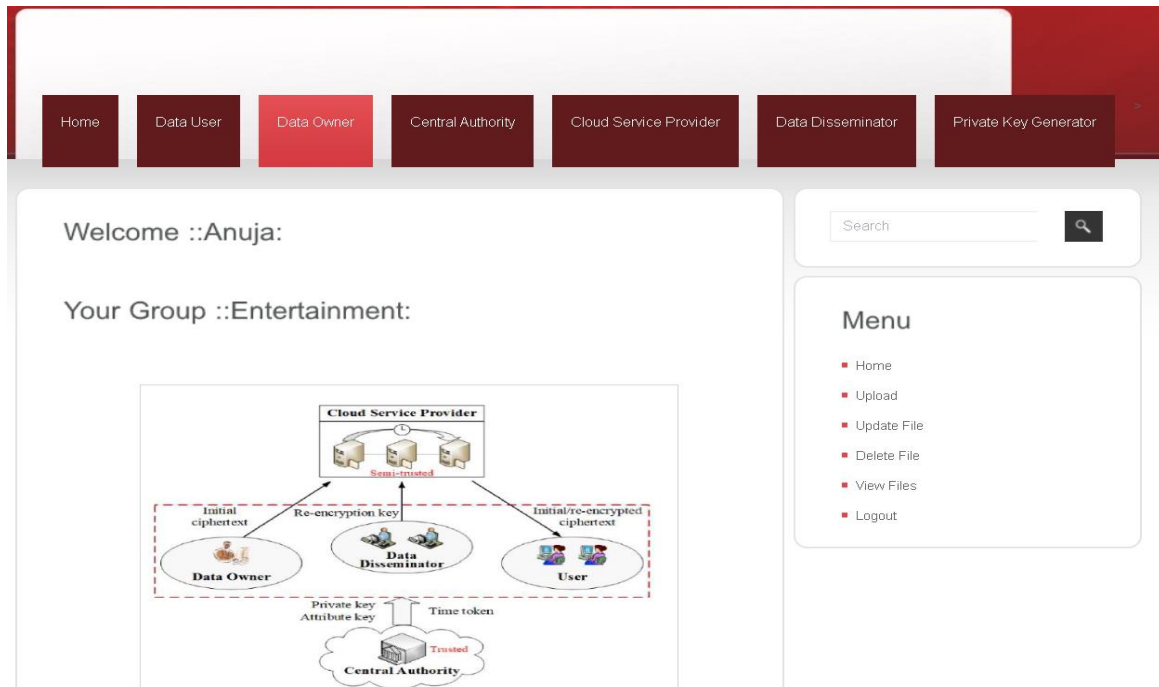 Home Data User Data Owner Central Authority Cloud Service Provider Data Disseminator Private Key Generator >
Welcome ::Anuja:
Your Group ::Entertainment:
Cloud Service Provider
Semi-trusted
Initial
ciphertext
Re-encryption key
Initial/re-encrypted
ciphertext
Data Owner
Data
Disseminator
User
Private key
Attribute key
Time token
Trusted
Central Authority
Search
Menu
Home
Upload
Update File
Delete File
View Files
Logout